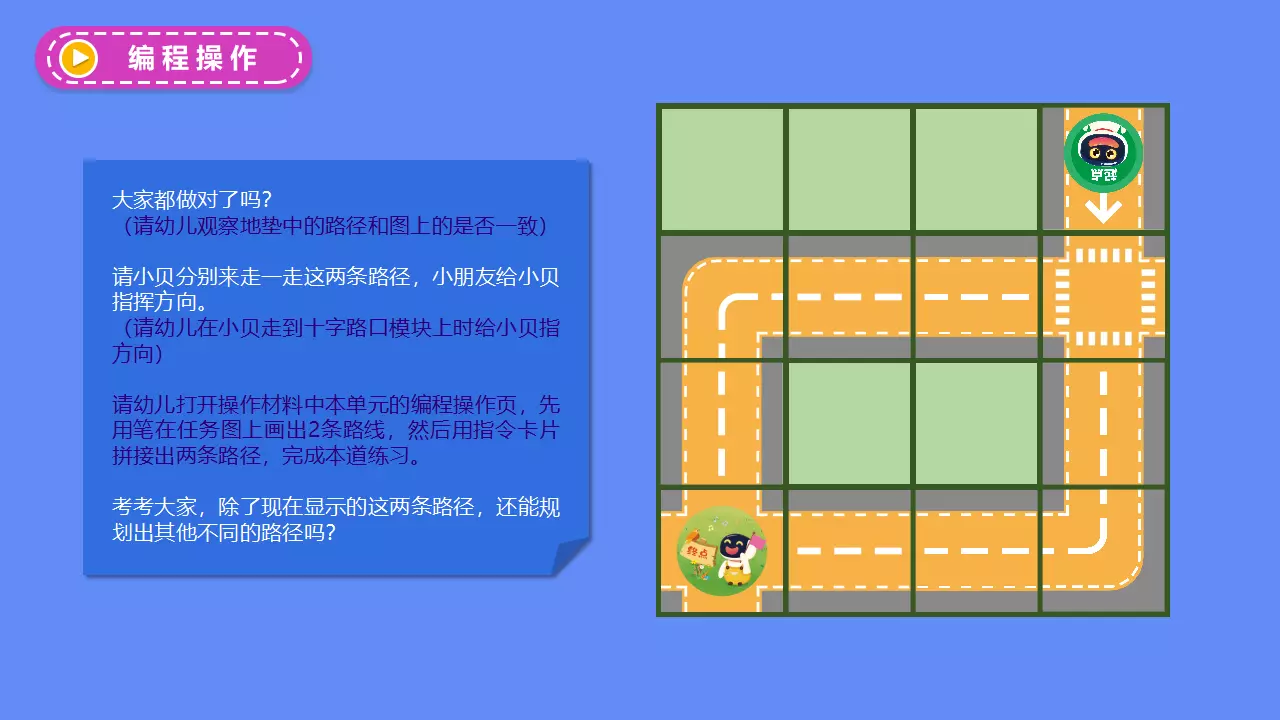 编程操作
大家都做对了吗？
（请幼儿观察地垫中的路径和图上的是否一致）
请小贝分别来走一走这两条路径，小朋友给小贝
指挥方向。
（请幼儿在小贝走到十字路口模块上时给小贝指
方向）
请幼儿打开操作材料中本单元的编程操作页，先
用笔在任务图上画出2条路线，然后用指令卡片
拼接出两条路径，完成本道练习。
考考大家，除了现在显示的这两条路径，还能规
划出其他不同的路径吗？
起点
终点